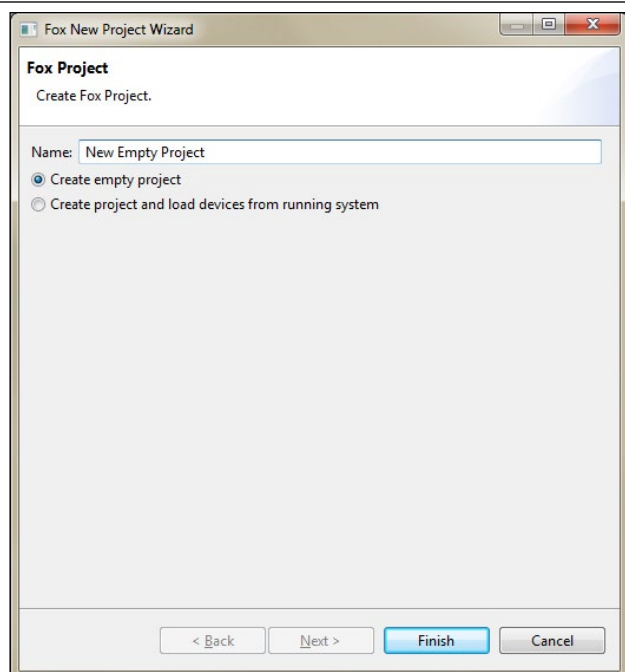 Fox New Project Wizard
Fox Project
Create Fox Project.
Name: New Empty Project
Create empty project
Create project and load devices from running system
< Back Next > Finish Cancel